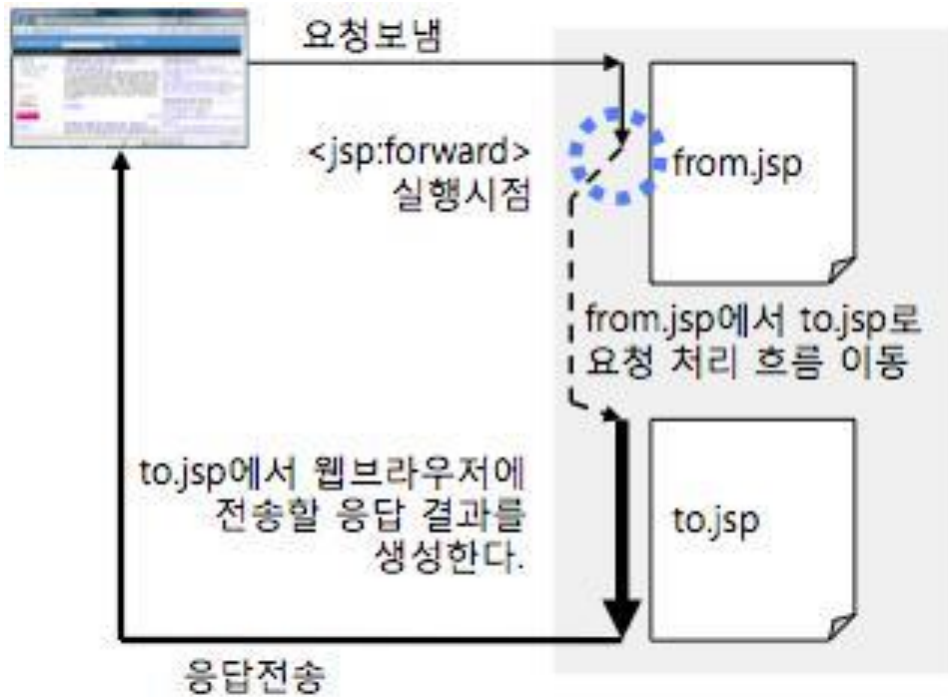 요청보냄
<jsp:forward>
실행시점
from.jsp
from.jsp에서 to.jsp로
요청 처리 흐름 이동
to.jsp에서 웹브라우저에
전송할 응답 결과를
생성한다.
to.jsp
응답전송